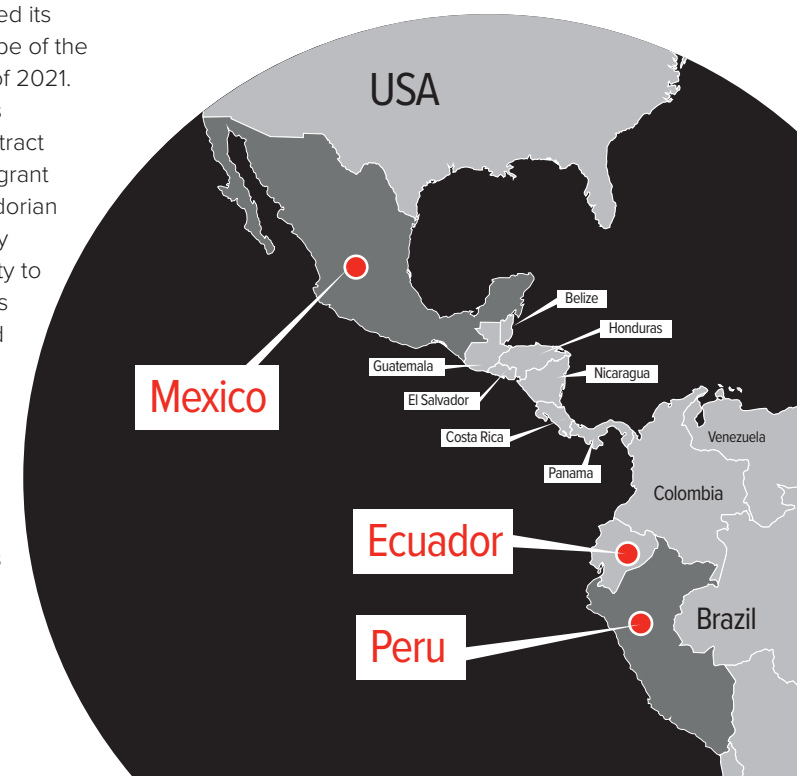 ed its
pe of the
of 2021.
s
tract
grant
dorian
y
ty to
s
d
s
USA
Belize
Honduras
Guatemala
Nicaragua
Mexico
El Salvador
Costa Rica
Venezuela
Panama
Colombia
Ecuador
Brazil
Peru